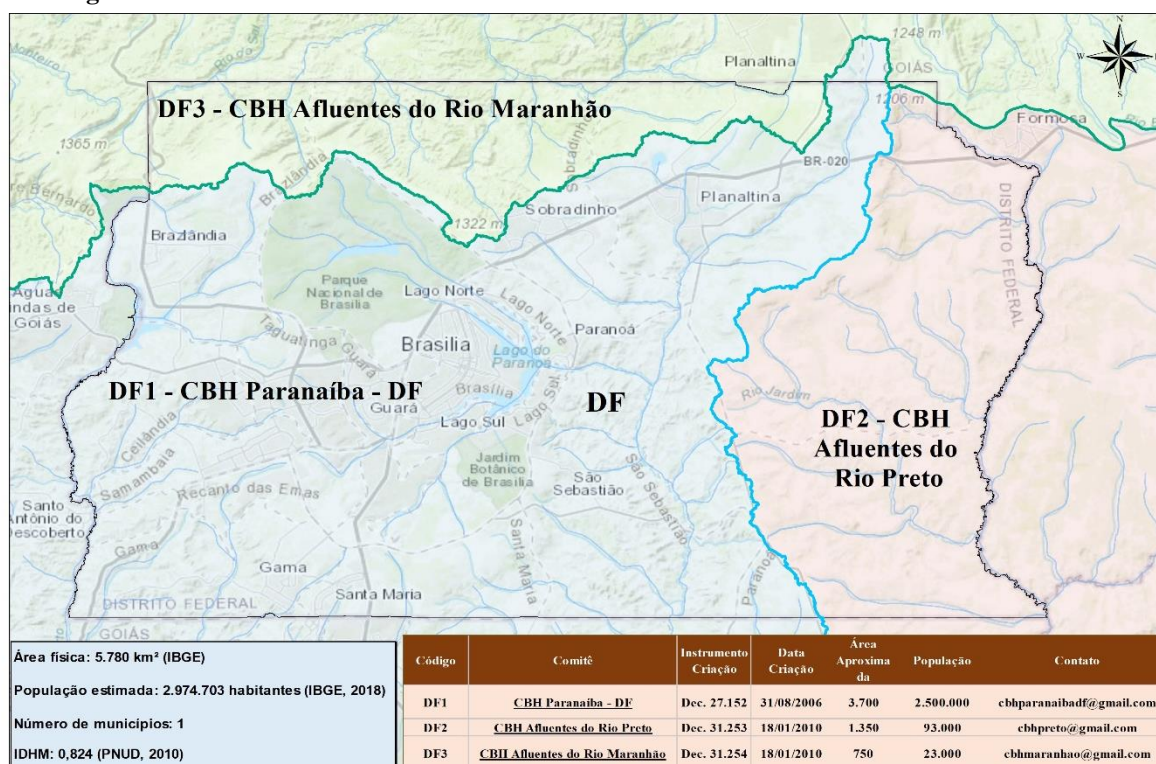 1248 m
N
W
E
S
Planaltina
GOIÁS
DF3 - CBH Afluentes do Rio Maranhão
1206 m
Formosa
1365 m
Sobradinho
BR-020
Brazlândia
Bernardo
1322 m
Planaltina
Sobradinho
DISTRITO FEDERAL
Brazlândia
Parque
Nacional de
Brasilia
Lago Norte
Lago Norte
Paranoá
Goiás
Taguatinga
Guará
Brasilia
Lago do
Paranoá
DF1 - CBH Paranaíba - DF
Brasília
DF
Rio Jardim
Guará
Lago Sul
Lago Sul
DF2 - CBH
Afluentes do
Rio Preto
Ceilândia
Samambaia
Jardim
Botânico
de Brasilia
São
Sebastião
São Sebastião
Recanto das Emas
Santo
Antônio do
Descoberto
Gama
Gama
Santa Maria
Santa Maria
Paranoá
DISTRITO FEDERAL
GOIÁS
Área física: 5.780 km² (IBGE)
População estimada: 2.974.703 habitantes (IBGE, 2018)
Número de municípios: 1
IDHM: 0,824 (PNUD, 2010)
Código Comitê Instrumento Criação Data Criação Área Aproximada População Contato
DF1 CBH Paranaíba - DF Dec. 27.152 31/08/2006 3.700 2.500.000 cbhparanaibadf@gmail.com
DF2 CBH Afluentes do Rio Preto Dec. 31.253 18/01/2010 1.350 93.000 cbhpreto@gmail.com
DF3 CBH Afluentes do Rio Maranhão Dec. 31.254 18/01/2010 750 23.000 cbhmaranhao@gmail.com